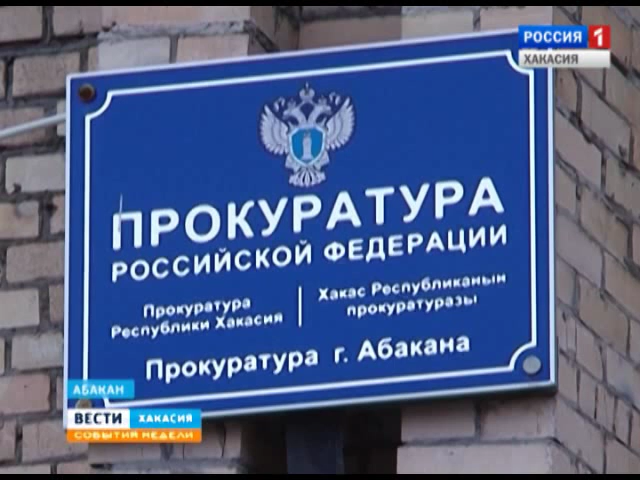 РОССИЯ 1
ХАКАСИЯ
ПРОКУРАТУРА
РОССИЙСКОЙ ФЕДЕРАЦИИ
Прокуратура
Республики Хакасия
Хакас Республиканын
прокуратуразы
Прокуратура г. Абакана
АБАКАН
ВЕСТИ ХАКАСИЯ
СОБЫТИЯ НЕДЕЛИ